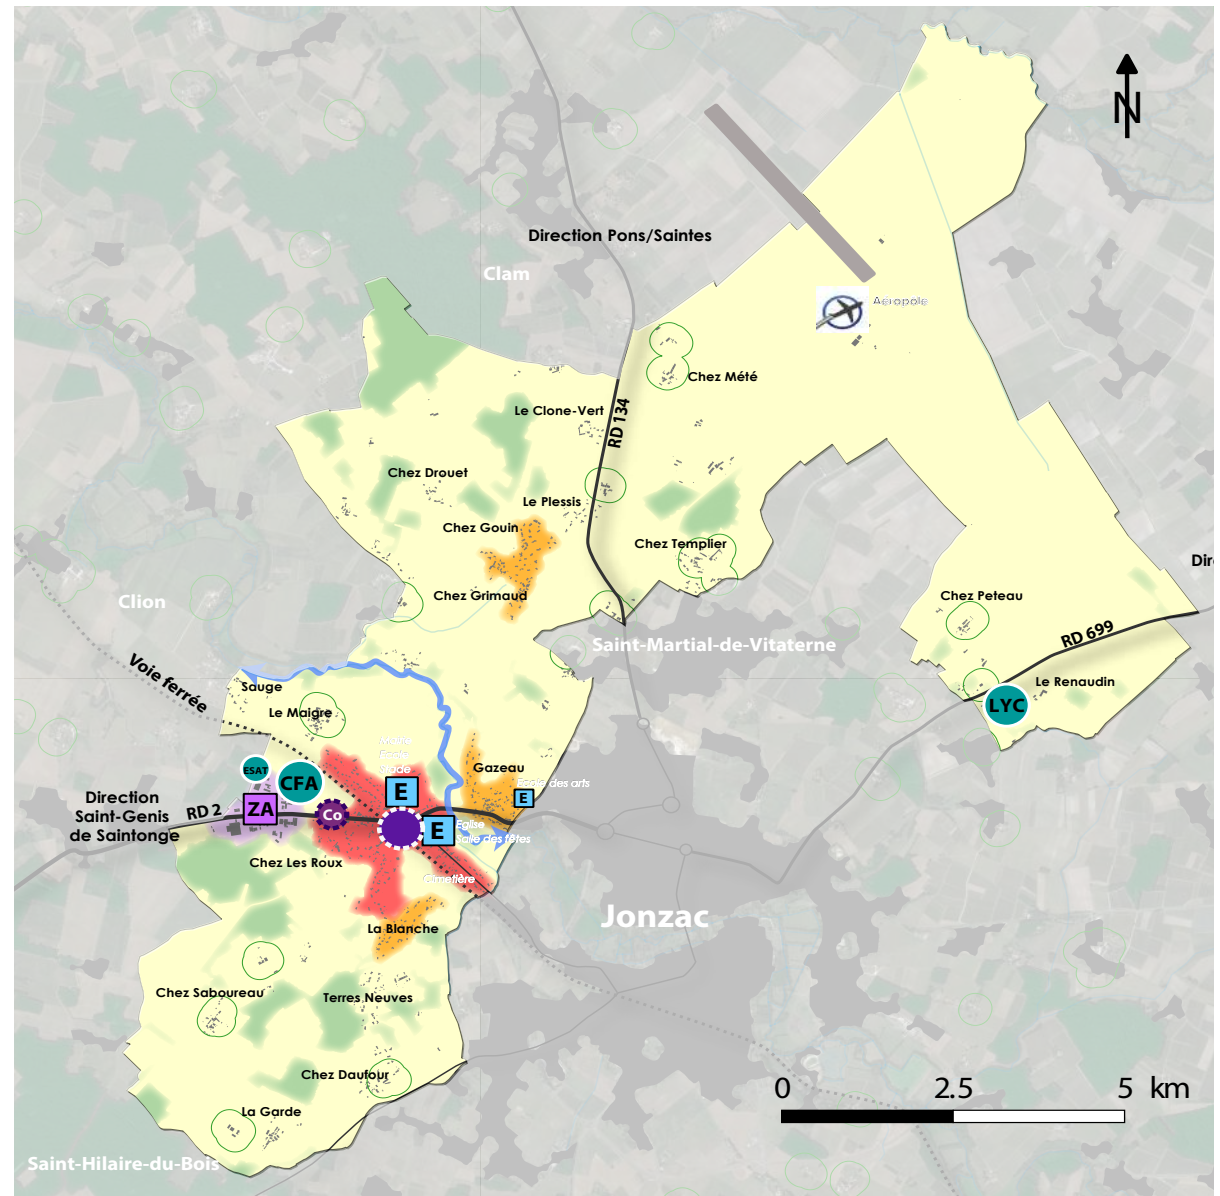 N
Direction Pons/Saintes
Clam
Aéropole
Chez Mété
Le Clone-Vert
RD 134
Chez Drouet
Le Plessis
Chez Gouin
Chez Templier
Dir
Chez Grimaud
Chez Peteau
Clion
RD 699
Saint-Martial-de-Vitaterne
Voie ferrée
Sauge
Le Renaudin
Le Maigre
LYC
Mairie
Ecole
Stade
Gazeau
ESAT
CFA
Ecole des arts
E
E
Direction
Saint-Genis
de Saintonge
RD 2
ZA
Co
E
Eglise
Salle des fêtes
Chez Les Roux
Cimetière
Jonzac
La Blanche
Chez Saboureau
Terres Neuves
Chez Daufour
0 2.5 5 km
La Garde
Saint-Hilaire-du-Bois